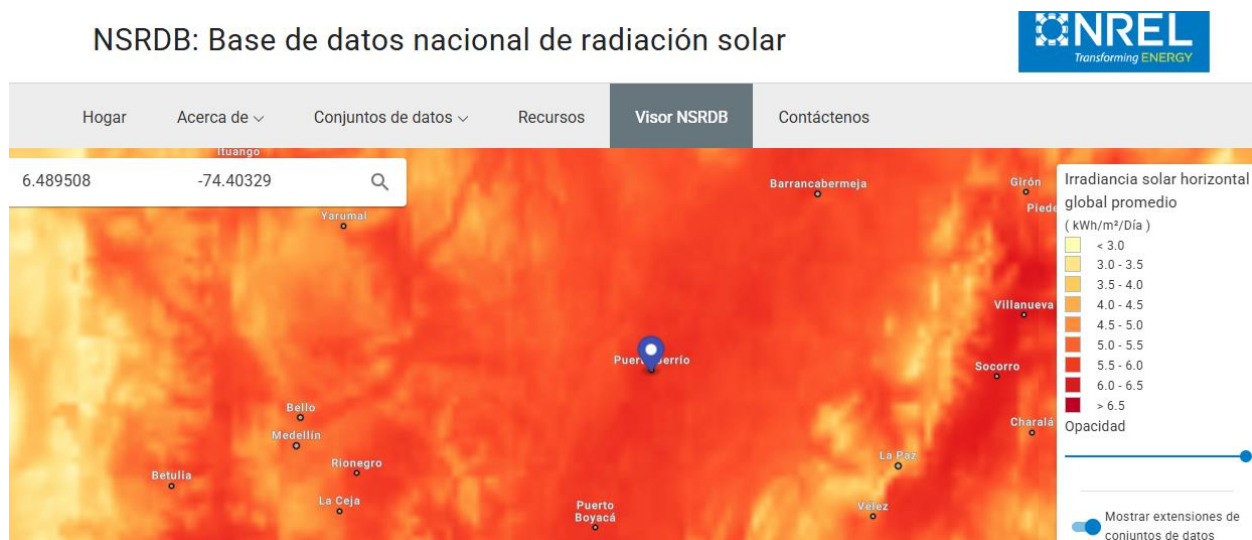 NSRDB: Base de datos nacional de radiación solar
NREL
Transforming ENERGY
Hogar Acerca de Conjuntos de datos Recursos Visor NSRDB Contáctenos
Ituango
6.489508 -74.40329
Barrancabermeja
Girón
Piede
Yarumal
Villanueva
Puerto Berrío
Socorro
Bello
Medellín
Charalá
Rionegro
La Paz
Betulia
La Ceja
Puerto
Boyacá
Vélez
Irradiancia solar horizontal
global promedio
( kWh/m²/Día )
< 3.0
3.0 - 3.5
3.5 - 4.0
4.0 - 4.5
4.5 - 5.0
5.0 - 5.5
5.5 - 6.0
6.0 - 6.5
> 6.5
Opacidad
Mostrar extensiones de
conjuntos de datos